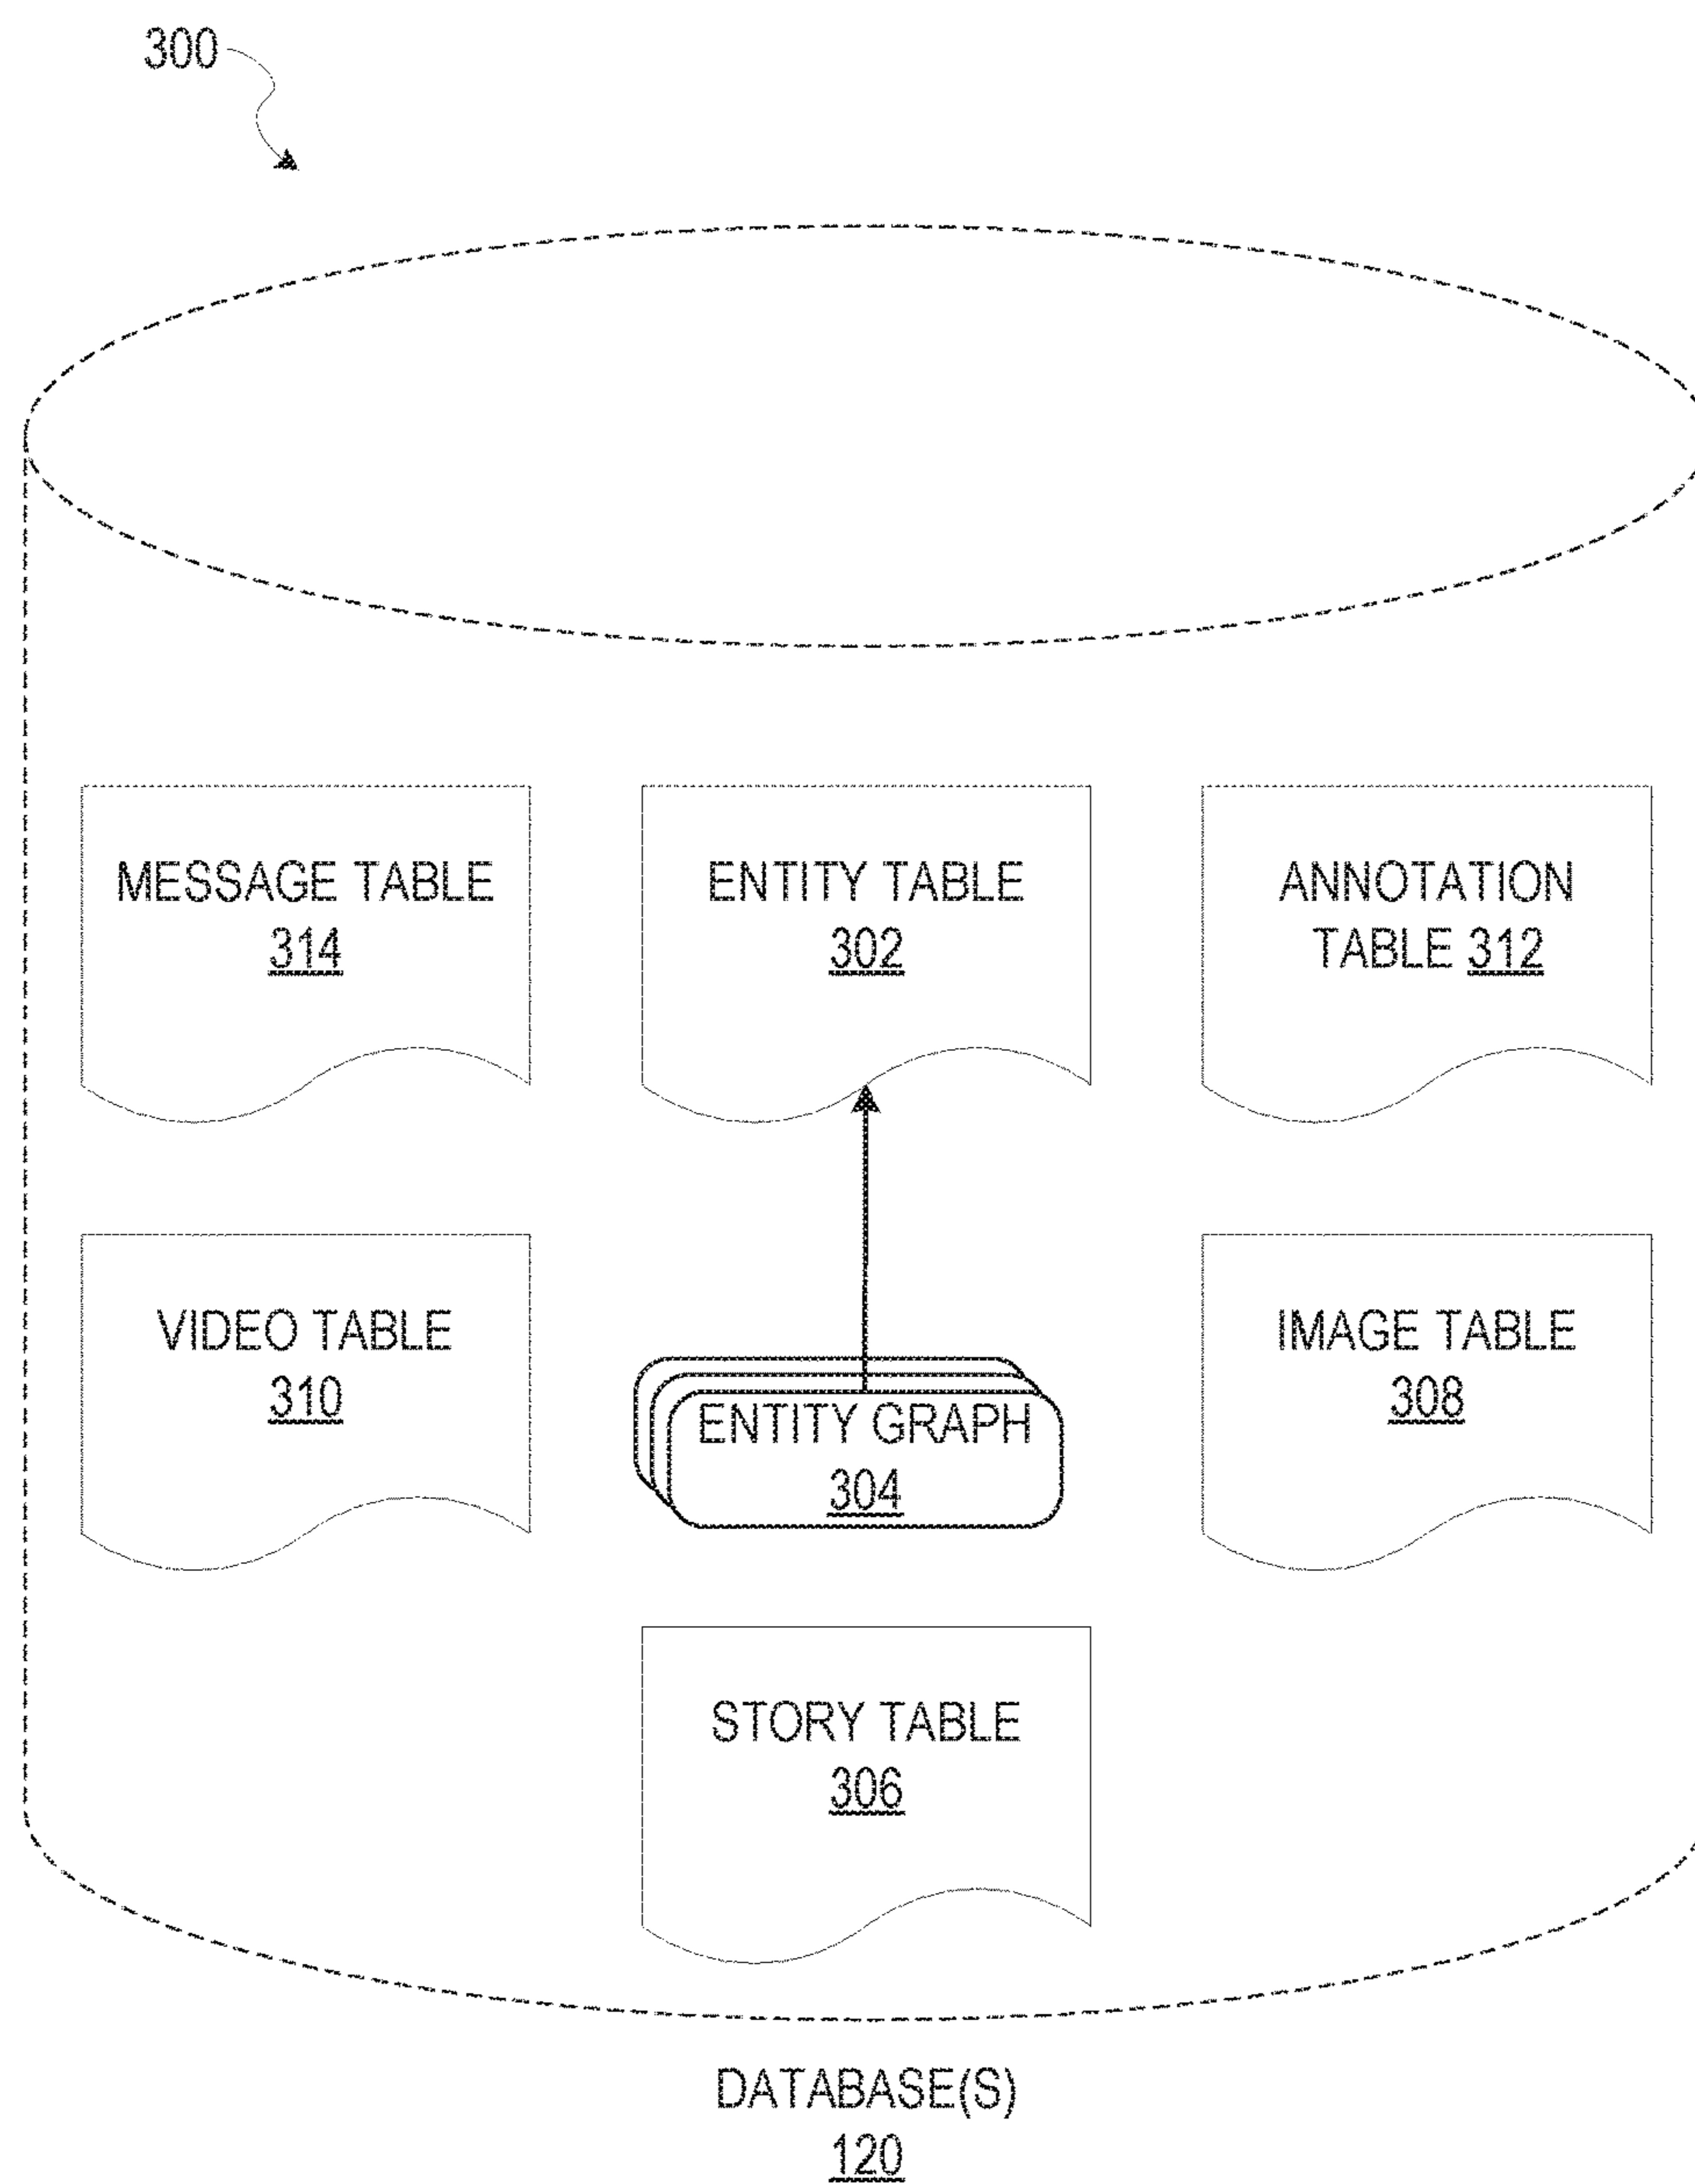 300
MESSAGE TABLE
314
ENTITY TABLE
302
ANNOTATION
TABLE 312
VIDEO TABLE
310
ENTITY GRAPH
304
IMAGE TABLE
308
STORY TABLE
306
DATABASE(S)
120